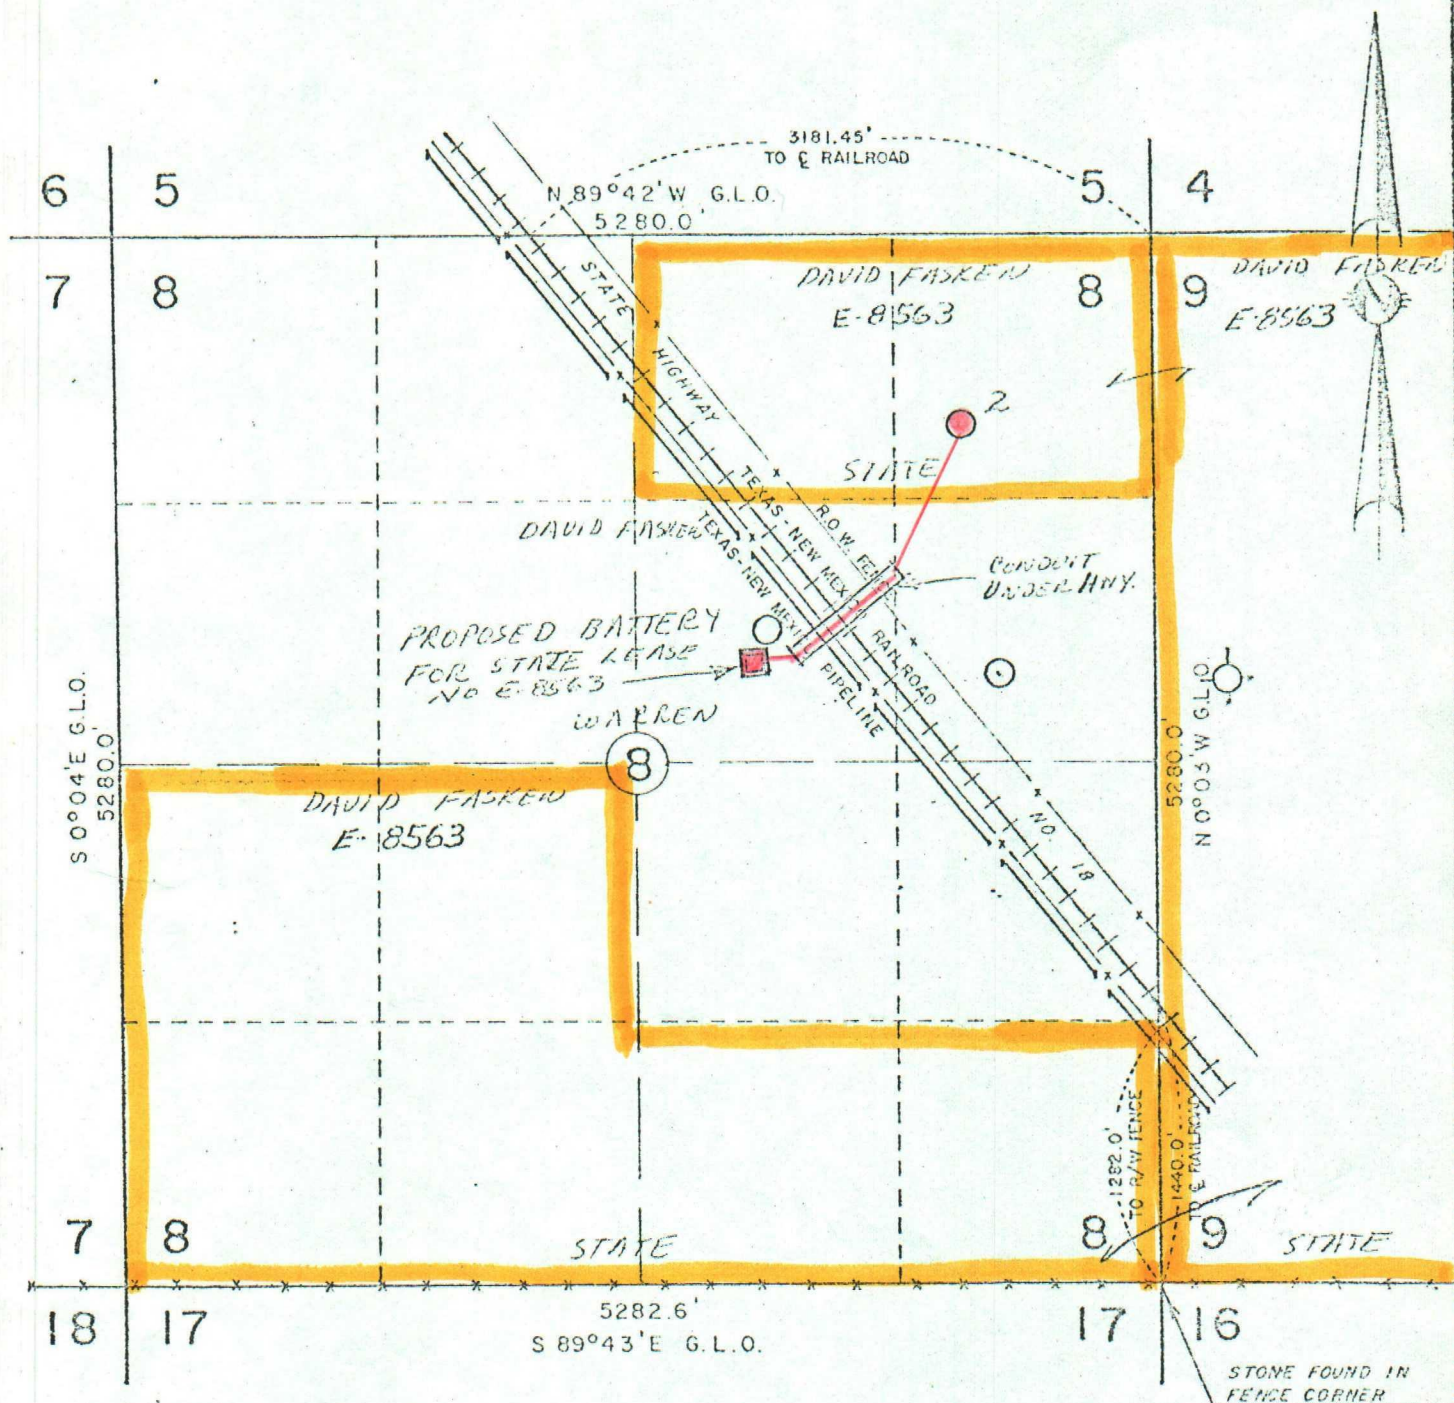 3181.45'
TO ℄ RAILROAD
6 5
5 4
N 89°42' W G.L.O.
5280.0'
7 8
8 9
DAVID FASKEN
E-8563
DAVID FASKEN
E-8563
STATE
HIGHWAY
2
STATE
DAVID FASKEN
TEXAS-NEW MEXICO RAILROAD
R.O.W. FENCE
TEXAS-NEW MEXICO PIPELINE
CONDUIT
UNDER HWY.
PROPOSED BATTERY
FOR STATE LEASE
NO E-8563
WARREN
8
S 0°04' E G.L.O.
5280.0'
5280.0'
N 0°03' W G.L.O.
DAVID FASKEN
E-8563
NO. 18
1282.0'
TO R/W FENCE
1440.0'
TO ℄ RAILROAD
7 8
8 9
STATE
STATE
18 17
17 16
5282.6'
S 89°43' E G.L.O.
STONE FOUND IN
FENCE CORNER